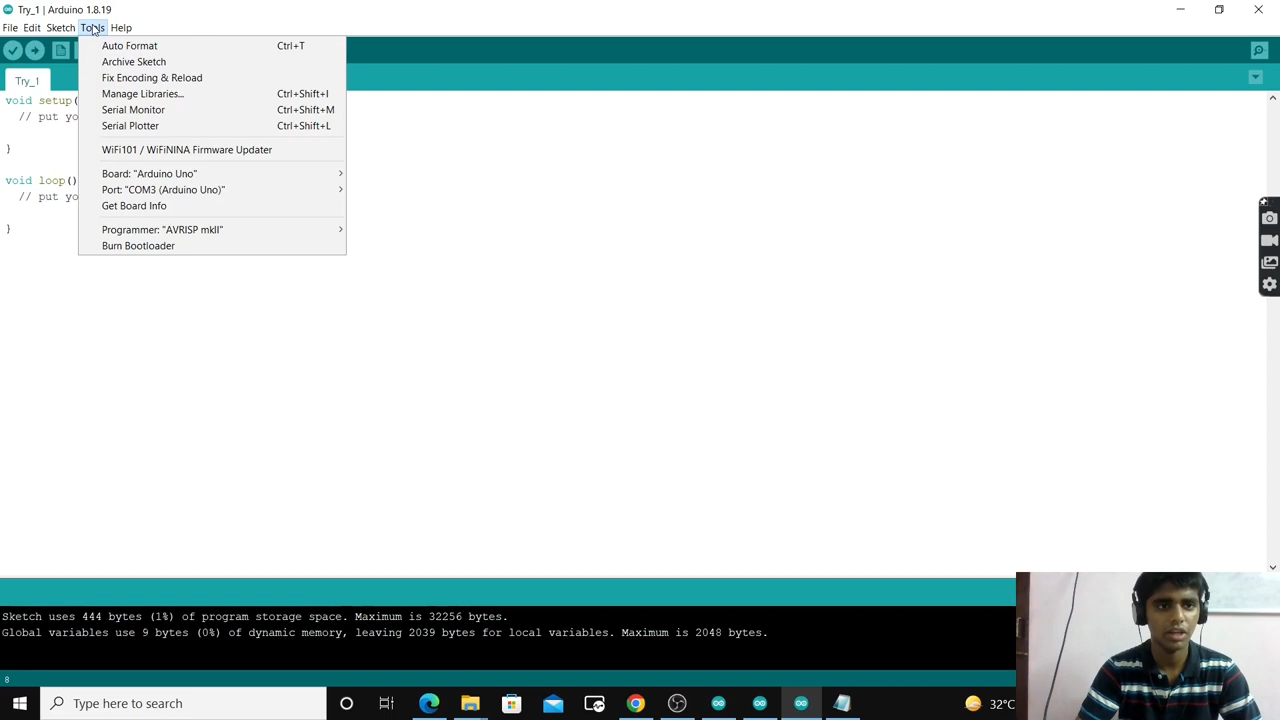 Try_1 | Arduino 1.8.19
File Edit Sketch Tools Help
Auto Format Ctrl+T
Archive Sketch
Fix Encoding & Reload
Manage Libraries... Ctrl+Shift+I
Serial Monitor Ctrl+Shift+M
Serial Plotter Ctrl+Shift+L
WiFi101 / WiFiNINA Firmware Updater
Board: "Arduino Uno"
Port: "COM3 (Arduino Uno)"
Get Board Info
Programmer: "AVRISP mkII"
Burn Bootloader
Try_1
void setup(
// put yo
}
void loop()
// put yo
}
Sketch uses 444 bytes (1%) of program storage space. Maximum is 32256 bytes.
Global variables use 9 bytes (0%) of dynamic memory, leaving 2039 bytes for local variables. Maximum is 2048 bytes.
8
Type here to search
32°C